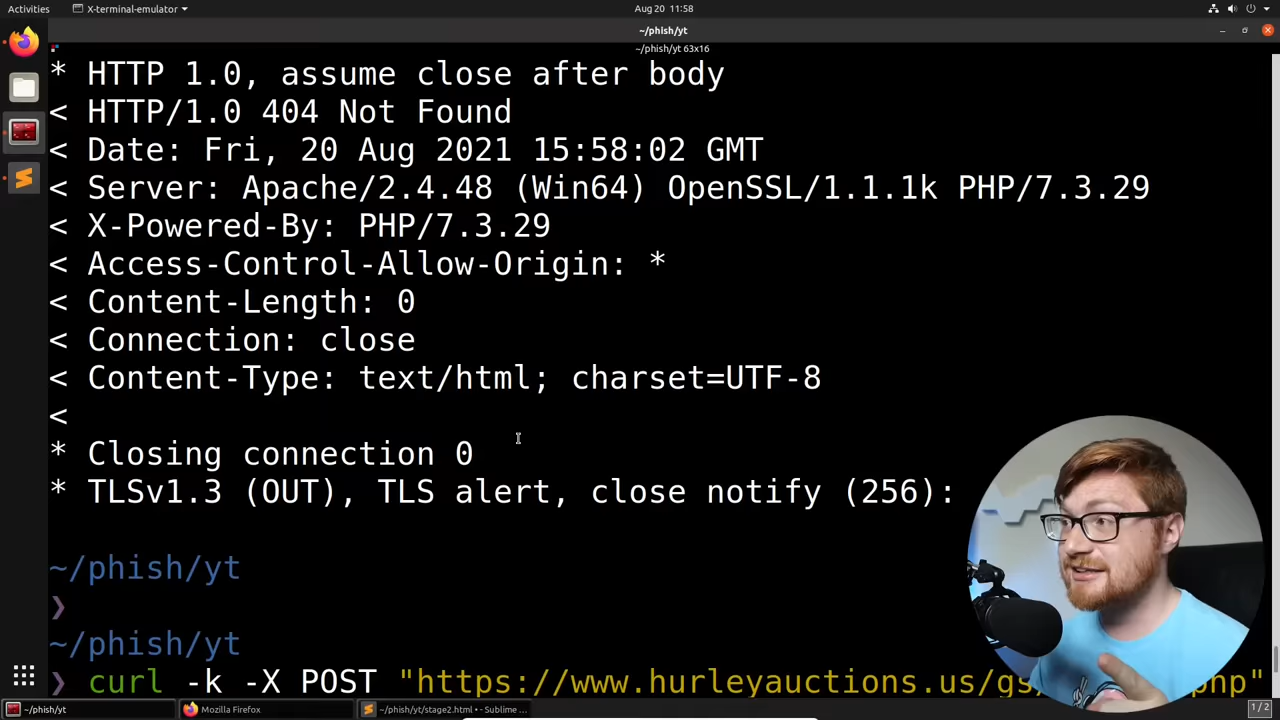 Activities
X-terminal-emulator
Aug 20 11:58
~/phish/yt
~/phish/yt 63x16
* HTTP 1.0, assume close after body
< HTTP/1.0 404 Not Found
< Date: Fri, 20 Aug 2021 15:58:02 GMT
< Server: Apache/2.4.48 (Win64) OpenSSL/1.1.1k PHP/7.3.29
< X-Powered-By: PHP/7.3.29
< Access-Control-Allow-Origin: *
< Content-Length: 0
< Connection: close
< Content-Type: text/html; charset=UTF-8
<
* Closing connection 0
* TLSv1.3 (OUT), TLS alert, close notify (256):
~/phish/yt
❯
~/phish/yt
❯ curl -k -X POST "https://www.hurleyauctions.us/gs/ php"
~/phish/yt
Mozilla Firefox
~/phish/yt/stage2.html • - Sublime ...
1/2